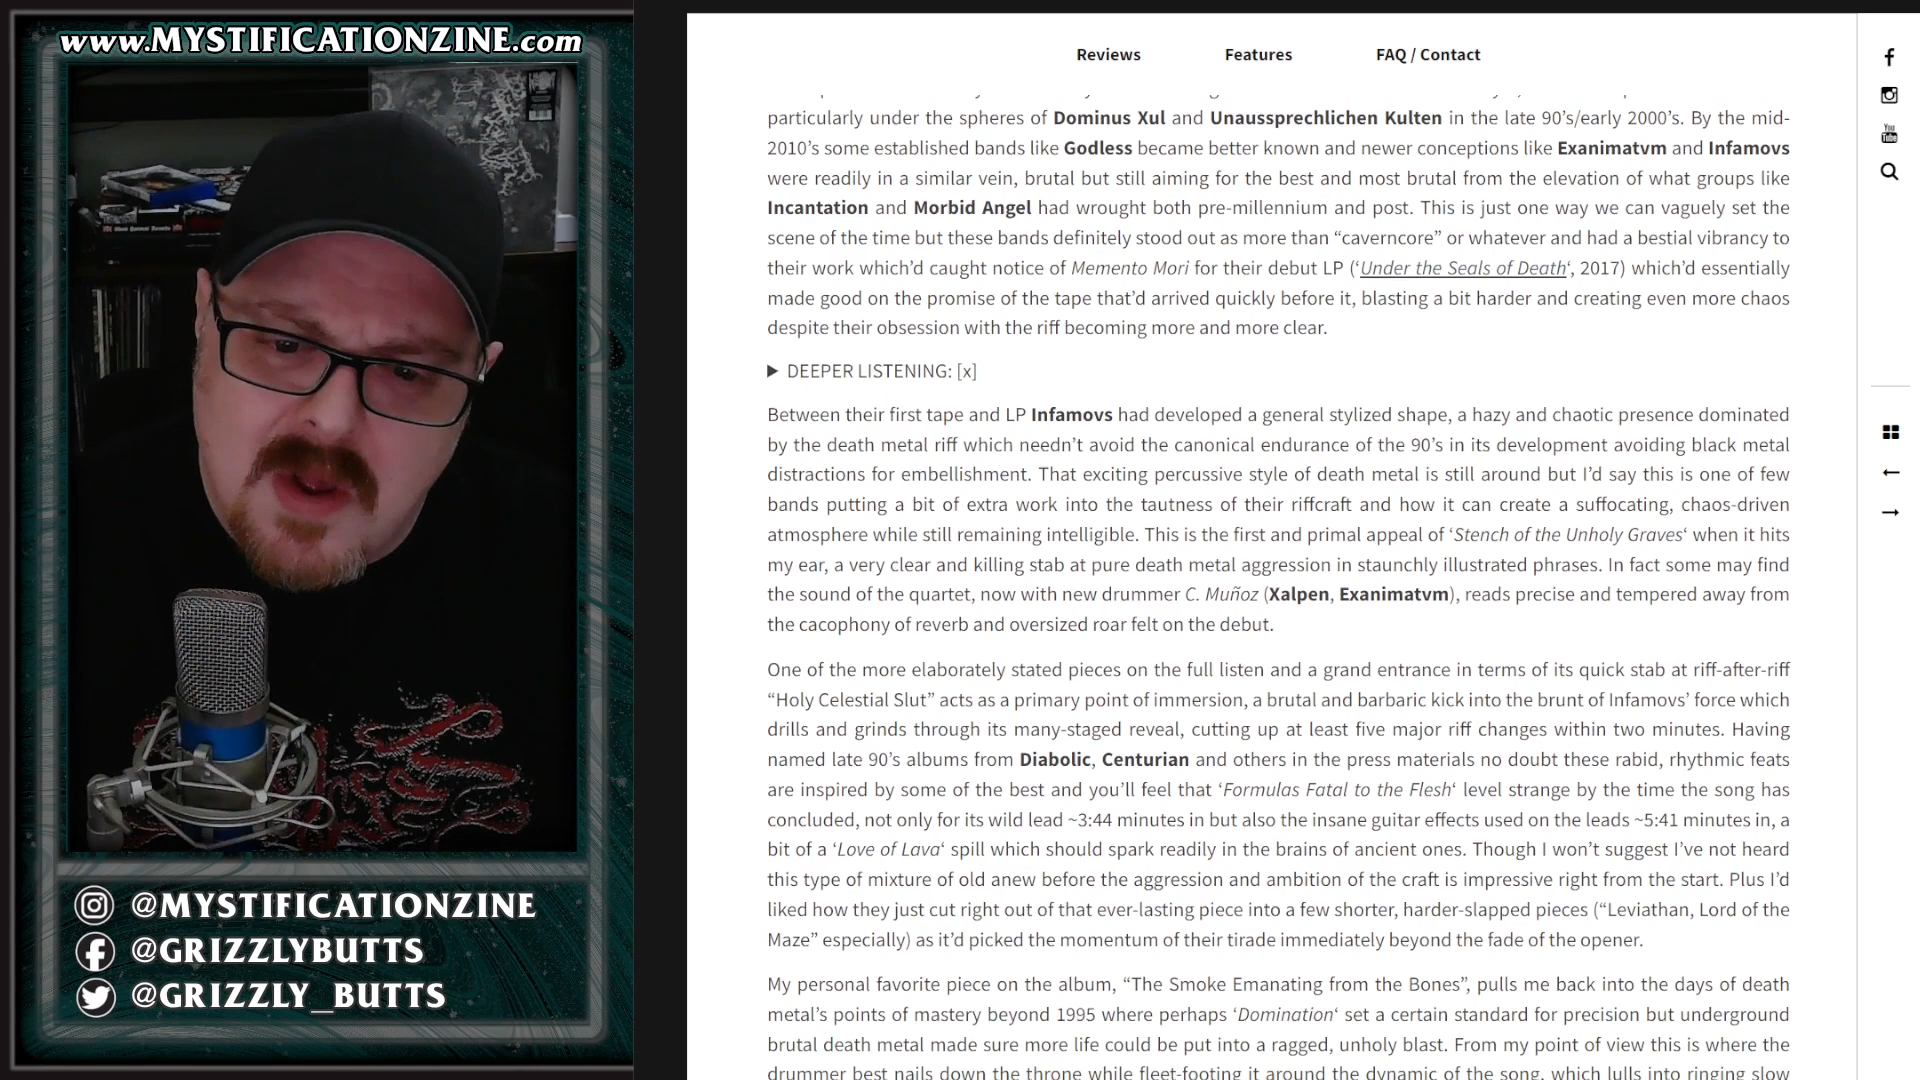 www.MYSTIFICATIONZINE.com
@MYSTIFICATIONZINE
@GRIZZLYBUTTS
@GRIZZLY_BUTTS
Reviews Features FAQ / Contact
particularly under the spheres of Dominus Xul and Unaussprechlichen Kulten in the late 90’s/early 2000’s. By the mid-
2010’s some established bands like Godless became better known and newer conceptions like Exanimatvm and Infamovs
were readily in a similar vein, brutal but still aiming for the best and most brutal from the elevation of what groups like
Incantation and Morbid Angel had wrought both pre-millennium and post. This is just one way we can vaguely set the
scene of the time but these bands definitely stood out as more than “caverncore” or whatever and had a bestial vibrancy to
their work which’d caught notice of Memento Mori for their debut LP (‘Under the Seals of Death‘, 2017) which’d essentially
made good on the promise of the tape that’d arrived quickly before it, blasting a bit harder and creating even more chaos
despite their obsession with the riff becoming more and more clear.
▶ DEEPER LISTENING: [x]
Between their first tape and LP Infamovs had developed a general stylized shape, a hazy and chaotic presence dominated
by the death metal riff which needn’t avoid the canonical endurance of the 90’s in its development avoiding black metal
distractions for embellishment. That exciting percussive style of death metal is still around but I’d say this is one of few
bands putting a bit of extra work into the tautness of their riffcraft and how it can create a suffocating, chaos-driven
atmosphere while still remaining intelligible. This is the first and primal appeal of ‘Stench of the Unholy Graves‘ when it hits
my ear, a very clear and killing stab at pure death metal aggression in staunchly illustrated phrases. In fact some may find
the sound of the quartet, now with new drummer C. Muñoz (Xalpen, Exanimatvm), reads precise and tempered away from
the cacophony of reverb and oversized roar felt on the debut.
One of the more elaborately stated pieces on the full listen and a grand entrance in terms of its quick stab at riff-after-riff
“Holy Celestial Slut” acts as a primary point of immersion, a brutal and barbaric kick into the brunt of Infamovs’ force which
drills and grinds through its many-staged reveal, cutting up at least five major riff changes within two minutes. Having
named late 90’s albums from Diabolic, Centurian and others in the press materials no doubt these rabid, rhythmic feats
are inspired by some of the best and you’ll feel that ‘Formulas Fatal to the Flesh‘ level strange by the time the song has
concluded, not only for its wild lead ~3:44 minutes in but also the insane guitar effects used on the leads ~5:41 minutes in, a
bit of a ‘Love of Lava‘ spill which should spark readily in the brains of ancient ones. Though I won’t suggest I’ve not heard
this type of mixture of old anew before the aggression and ambition of the craft is impressive right from the start. Plus I’d
liked how they just cut right out of that ever-lasting piece into a few shorter, harder-slapped pieces (“Leviathan, Lord of the
Maze” especially) as it’d picked the momentum of their tirade immediately beyond the fade of the opener.
My personal favorite piece on the album, “The Smoke Emanating from the Bones”, pulls me back into the days of death
metal’s points of mastery beyond 1995 where perhaps ‘Domination‘ set a certain standard for precision but underground
brutal death metal made sure more life could be put into a ragged, unholy blast. From my point of view this is where the
drummer best nails down the throne while fleet-footing it around the dynamic of the song, which lulls into ringing slow